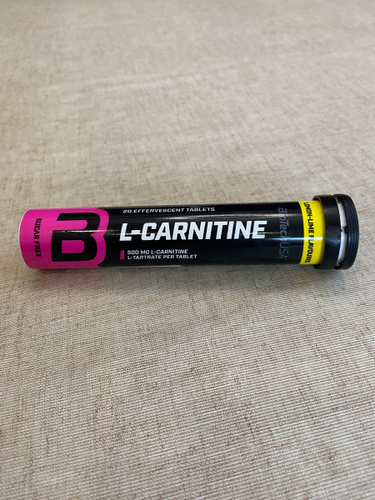 SUGAR FREE
B
20 EFFERVESCENT TABLETS
L-CARNITINE
500 MG L-CARNITINE
L-TARTRATE PER TABLET
BioTechUSA
LEMON-LIME FLAVOURED